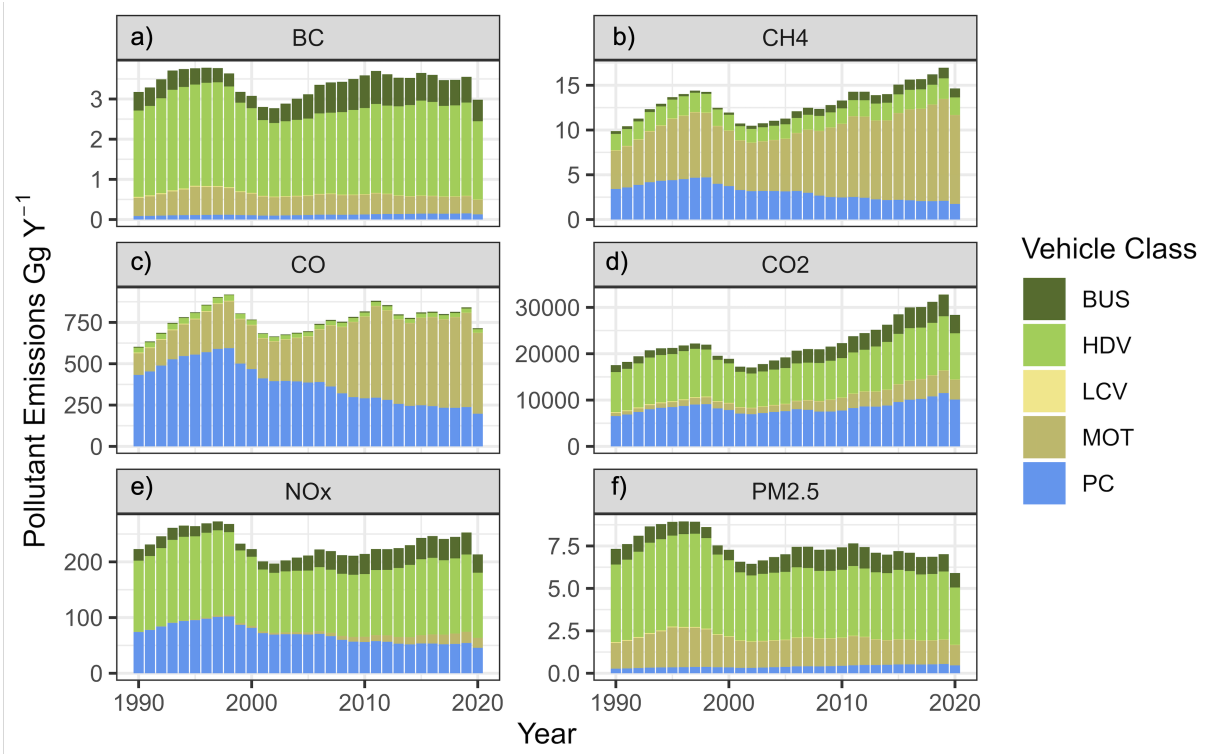 a) BC
b) CH4
3
2
1
0
15
10
5
0
c) CO
d) CO2
750
500
250
0
30000
20000
10000
0
e) NOx
f) PM2.5
200
100
0
7.5
5.0
2.5
0.0
1990 2000 2010 2020
1990 2000 2010 2020
Year
Pollutant Emissions Gg Y⁻¹
Vehicle Class
BUS
HDV
LCV
MOT
PC